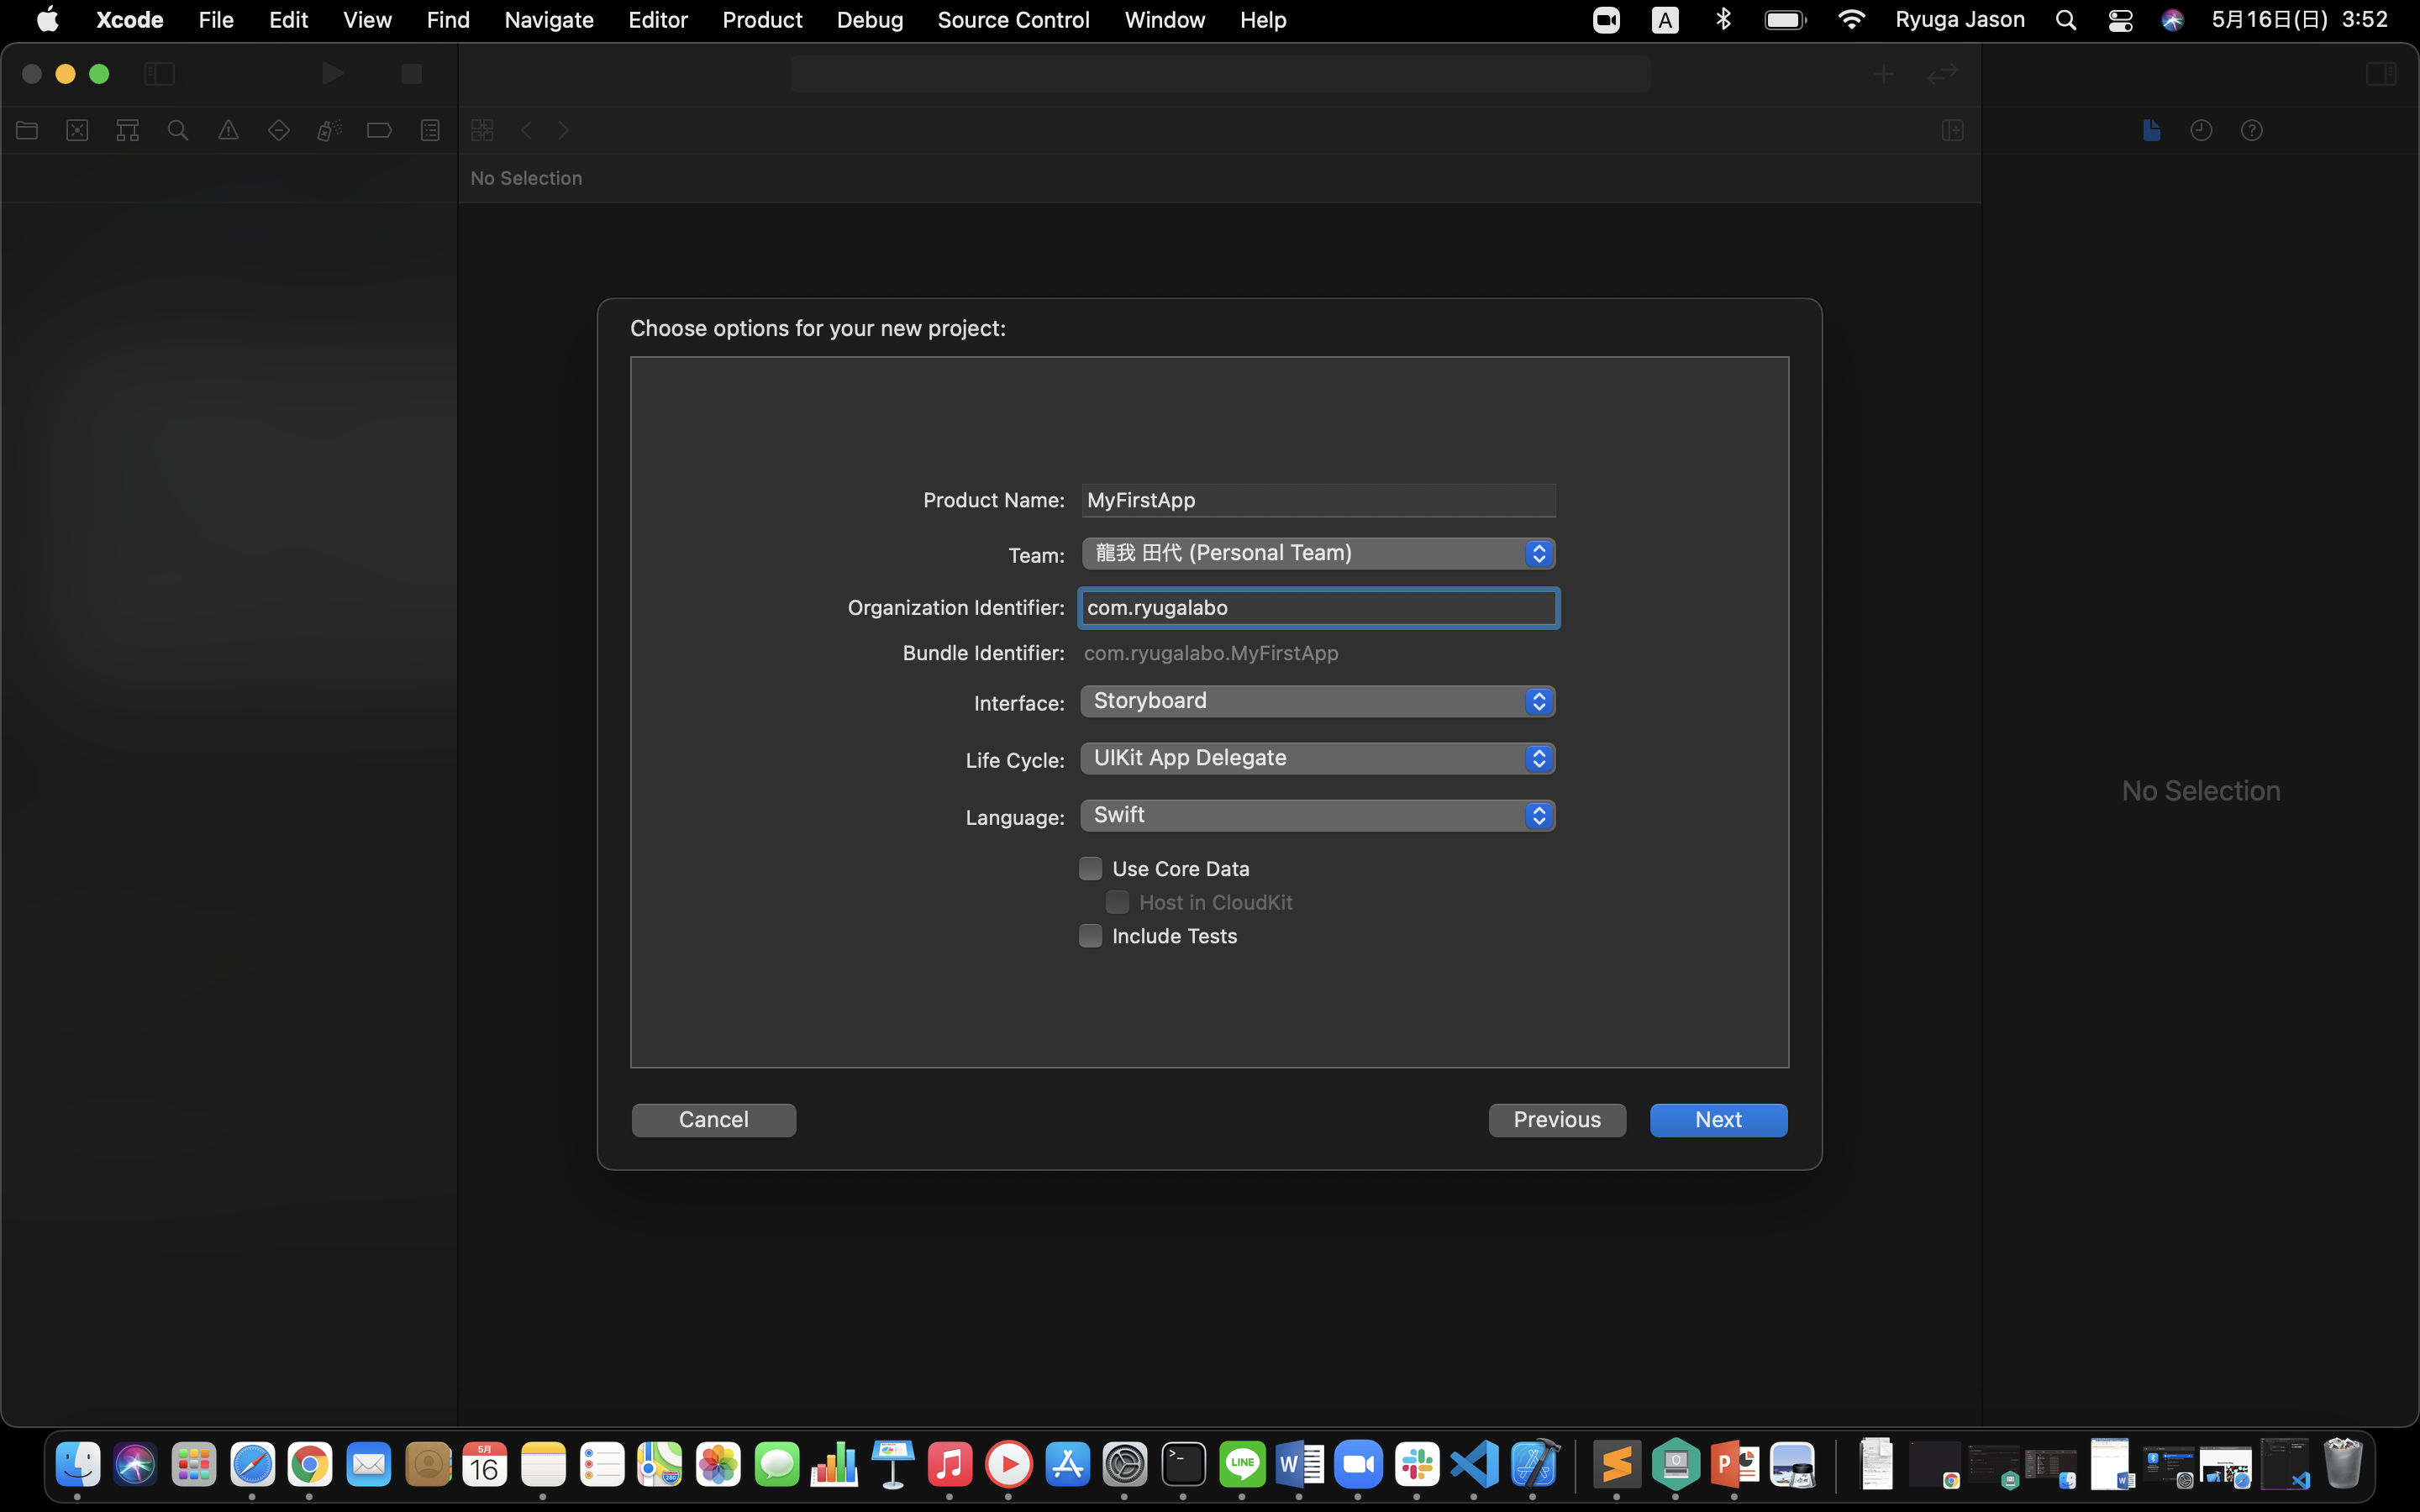 Xcode File Edit View Find Navigate Editor Product Debug Source Control Window Help A Ryuga Jason 5月16日(日) 3:52
No Selection
Choose options for your new project:
Product Name: MyFirstApp
Team: 龍我 田代 (Personal Team)
Organization Identifier: com.ryugalabo
Bundle Identifier: com.ryugalabo.MyFirstApp
Interface: Storyboard
Life Cycle: UIKit App Delegate
No Selection
Language: Swift
Use Core Data
Host in CloudKit
Include Tests
Cancel Previous Next
5月
16
LINE
W
P